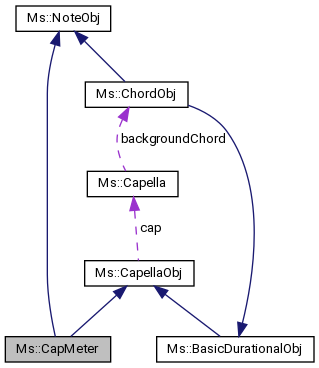 Ms::NoteObj
Ms::ChordObj
backgroundChord
Ms::Capella
cap
Ms::CapellaObj
Ms::CapMeter
Ms::BasicDurationalObj